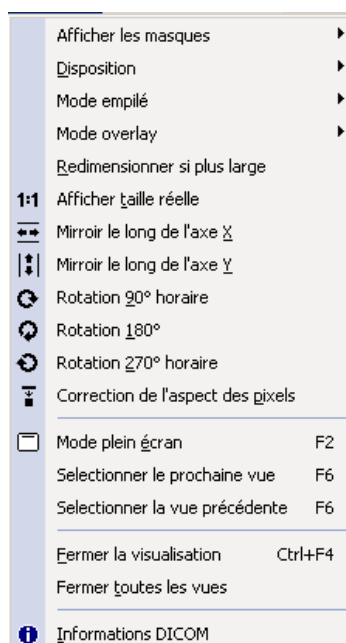 Afficher les masques
Disposition
Mode empilé
Mode overlay
Redimensionner si plus large
1:1 Afficher taille réelle
Mirroir le long de l'axe X
Mirroir le long de l'axe Y
Rotation 90° horaire
Rotation 180°
Rotation 270° horaire
Correction de l'aspect des pixels
Mode plein écran F2
Selectionner le prochaine vue F6
Selectionner la vue précédente F6
Fermer la visualisation Ctrl+F4
Fermer toutes les vues
Informations DICOM